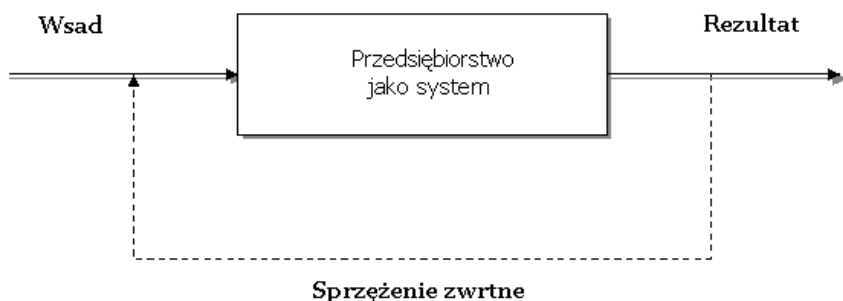 Wsad
Rezultat
Przedsiębiorstwo
jako system
Sprzężenie zwrtne